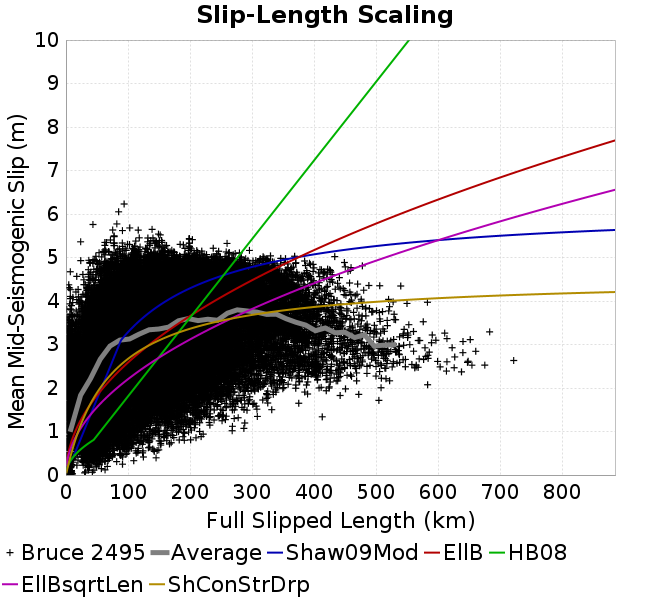 Slip-Length Scaling
Mean Mid-Seismogenic Slip (m)
10
9
8
7
6
5
4
3
2
1
0
0 100 200 300 400 500 600 700 800
Full Slipped Length (km)
Bruce 2495 Average Shaw09Mod EllB HB08
EllBsqrtLen ShConStrDrp